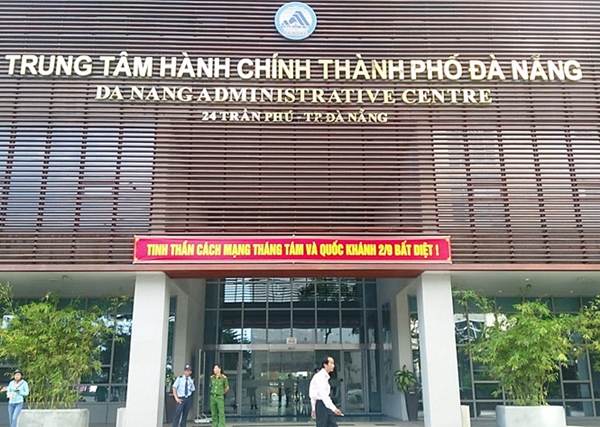 TRUNG TÂM HÀNH CHÍNH THÀNH PHỐ ĐÀ NẴNG
DA NANG ADMINISTRATIVE CENTRE
24 TRẦN PHÚ - TP. ĐÀ NẴNG
TINH THẦN CÁCH MẠNG THÁNG TÁM VÀ QUỐC KHÁNH 2/9 BẤT DIỆT !